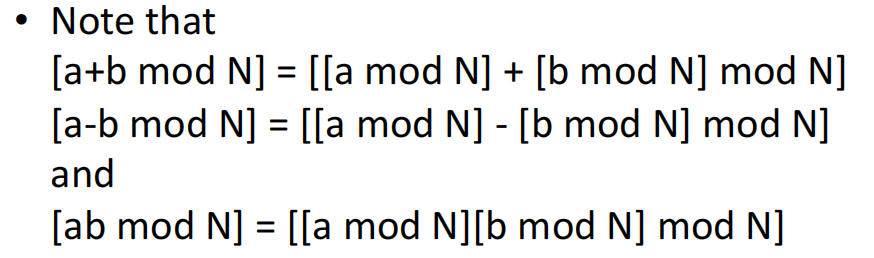 • Note that
[a+b mod N] = [[a mod N] + [b mod N] mod N]
[a-b mod N] = [[a mod N] - [b mod N] mod N]
and
[ab mod N] = [[a mod N][b mod N] mod N]